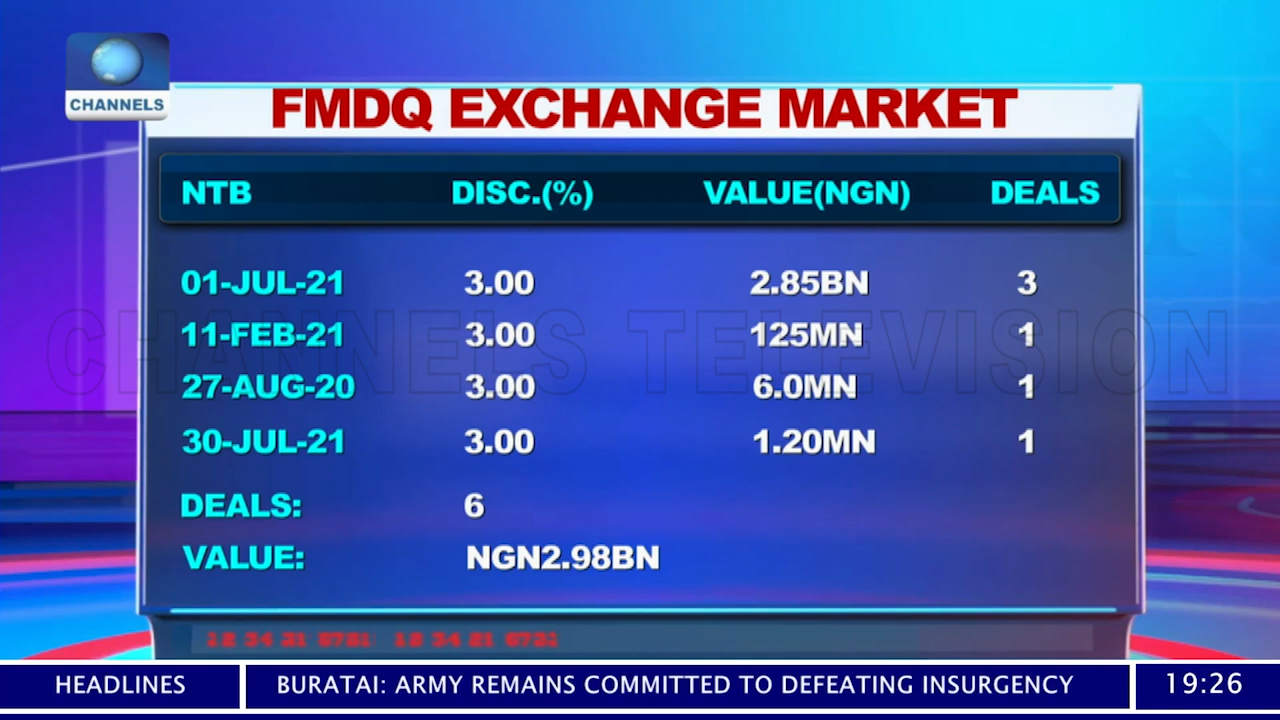 CHANNELS
FMDQ EXCHANGE MARKET
NTB DISC.(%) VALUE(NGN) DEALS
01-JUL-21 3.00 2.85BN 3
11-FEB-21 3.00 125MN 1
CHANNELS TELEVISION
27-AUG-20 3.00 6.0MN 1
30-JUL-21 3.00 1.20MN 1
DEALS: 6
VALUE: NGN2.98BN
HEADLINES BURATAI: ARMY REMAINS COMMITTED TO DEFEATING INSURGENCY 19:26